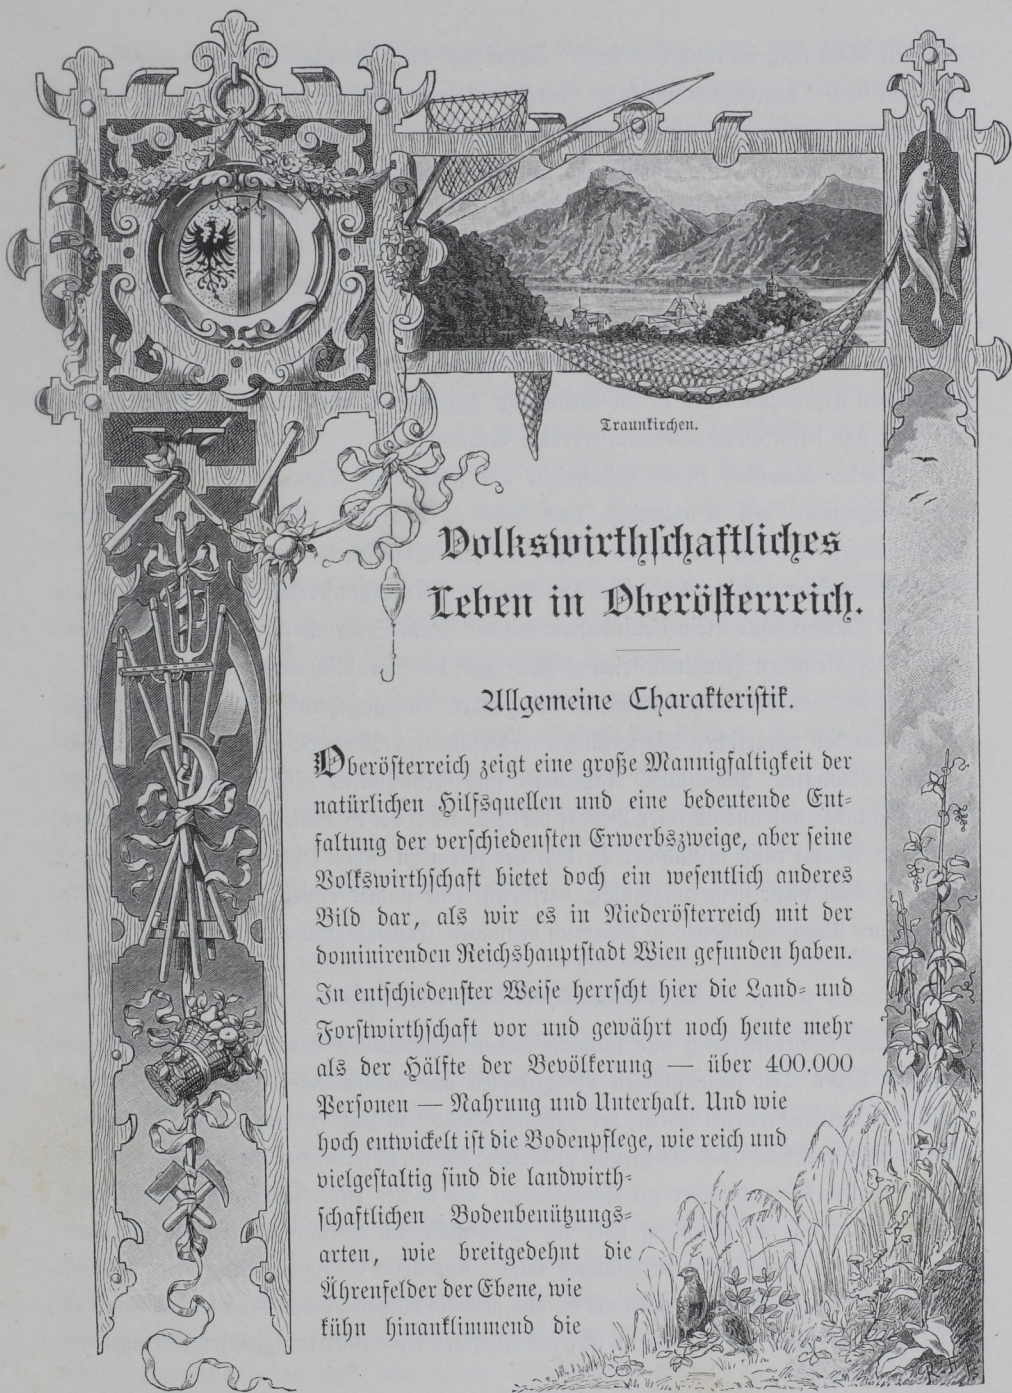 Traunkirchen.
Volkswirthschaftliches
Leben in Oberösterreich.
Allgemeine Charakteristik.
Oberösterreich zeigt eine große Mannigfaltigkeit der
natürlichen Hilfsquellen und eine bedeutende Ent-
faltung der verschiedensten Erwerbszweige, aber seine
Volkswirthschaft bietet doch ein wesentlich anderes
Bild dar, als wir es in Niederösterreich mit der
dominirenden Reichshauptstadt Wien gefunden haben.
In entschiedenster Weise herrscht hier die Land- und
Forstwirthschaft vor und gewährt noch heute mehr
als der Hälfte der Bevölkerung — über 400.000
Personen — Nahrung und Unterhalt. Und wie
hoch entwickelt ist die Bodenpflege, wie reich und
vielgestaltig sind die landwirth-
schaftlichen Bodenbenützungs-
arten, wie breitgedehnt die
Ährenfelder der Ebene, wie
kühn hinanklimmend die